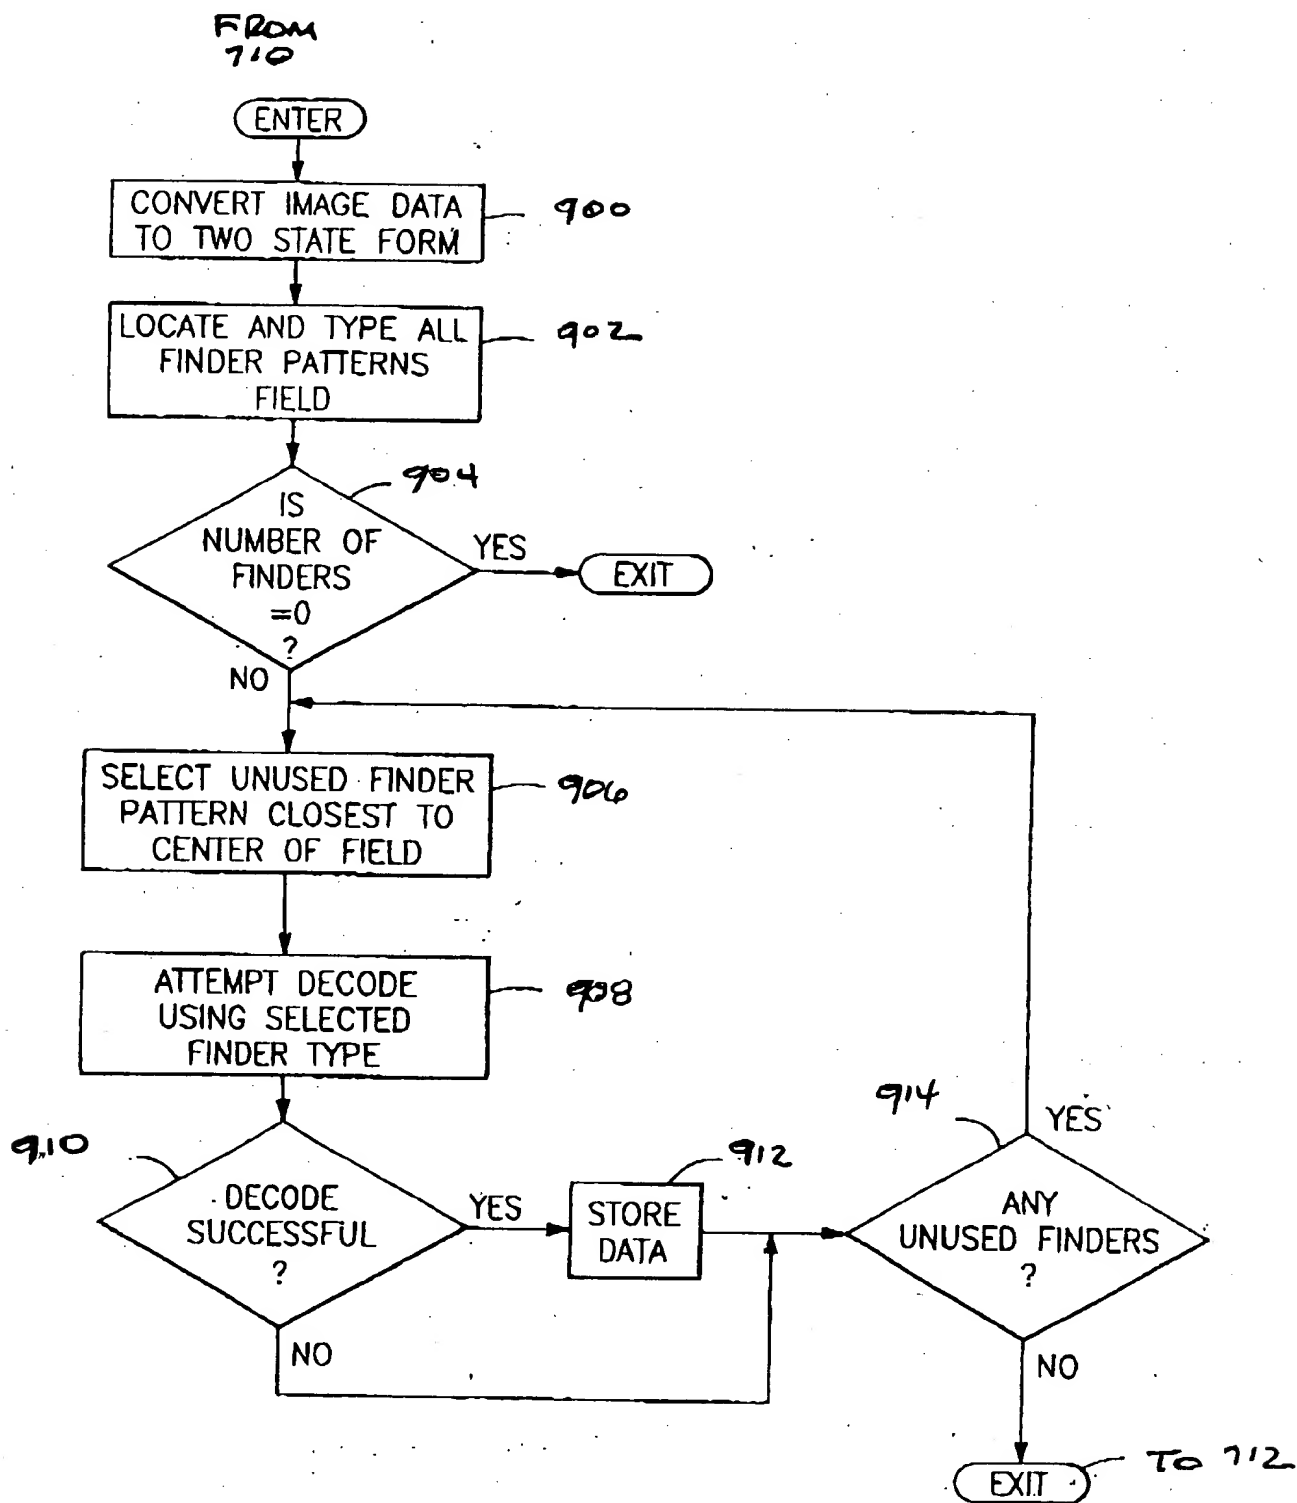 FROM
710
ENTER
CONVERT IMAGE DATA
TO TWO STATE FORM
900
LOCATE AND TYPE ALL
FINDER PATTERNS
FIELD
902
904
IS
NUMBER OF
FINDERS
=0
?
YES
EXIT
NO
SELECT UNUSED FINDER
PATTERN CLOSEST TO
CENTER OF FIELD
906
ATTEMPT DECODE
USING SELECTED
FINDER TYPE
908
910
DECODE
SUCCESSFUL
?
YES
912
STORE
DATA
NO
914
YES
ANY
UNUSED FINDERS
?
NO
EXIT
TO 712